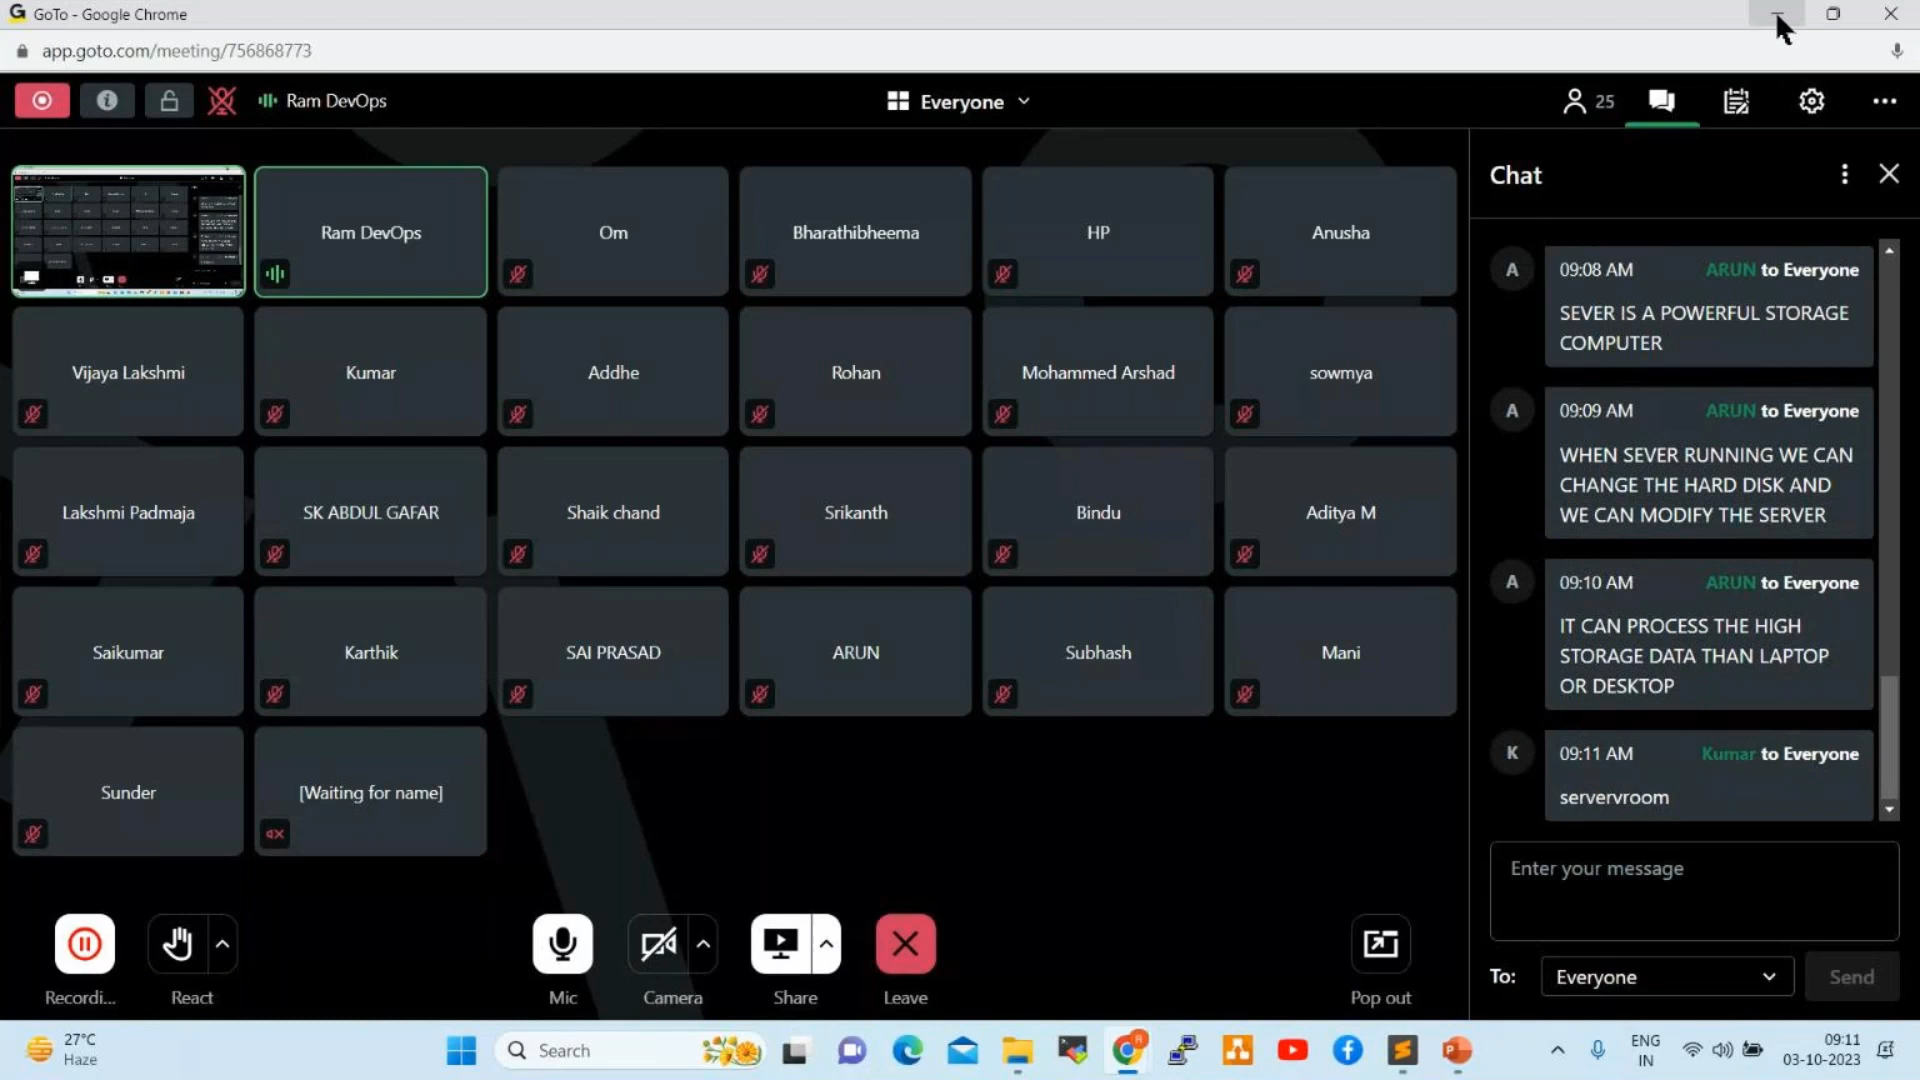 GoTo - Google Chrome
app.goto.com/meeting/756868773
Ram DevOps
Everyone
25
Chat
Ram DevOps
Om
Bharathibheema
HP
Anusha
Vijaya Lakshmi
Kumar
Addhe
Rohan
Mohammed Arshad
sowmya
Lakshmi Padmaja
SK ABDUL GAFAR
Shaik chand
Srikanth
Bindu
Aditya M
Saikumar
Karthik
SAI PRASAD
ARUN
Subhash
Mani
Sunder
[Waiting for name]
A
09:08 AM ARUN to Everyone
SEVER IS A POWERFUL STORAGE
COMPUTER
A
09:09 AM ARUN to Everyone
WHEN SEVER RUNNING WE CAN
CHANGE THE HARD DISK AND
WE CAN MODIFY THE SERVER
A
09:10 AM ARUN to Everyone
IT CAN PROCESS THE HIGH
STORAGE DATA THAN LAPTOP
OR DESKTOP
K
09:11 AM Kumar to Everyone
servervroom
Enter your message
To: Everyone Send
Recordi...
React
Mic
Camera
Share
Leave
Pop out
27°C
Haze
Search
ENG
IN
09:11
03-10-2023